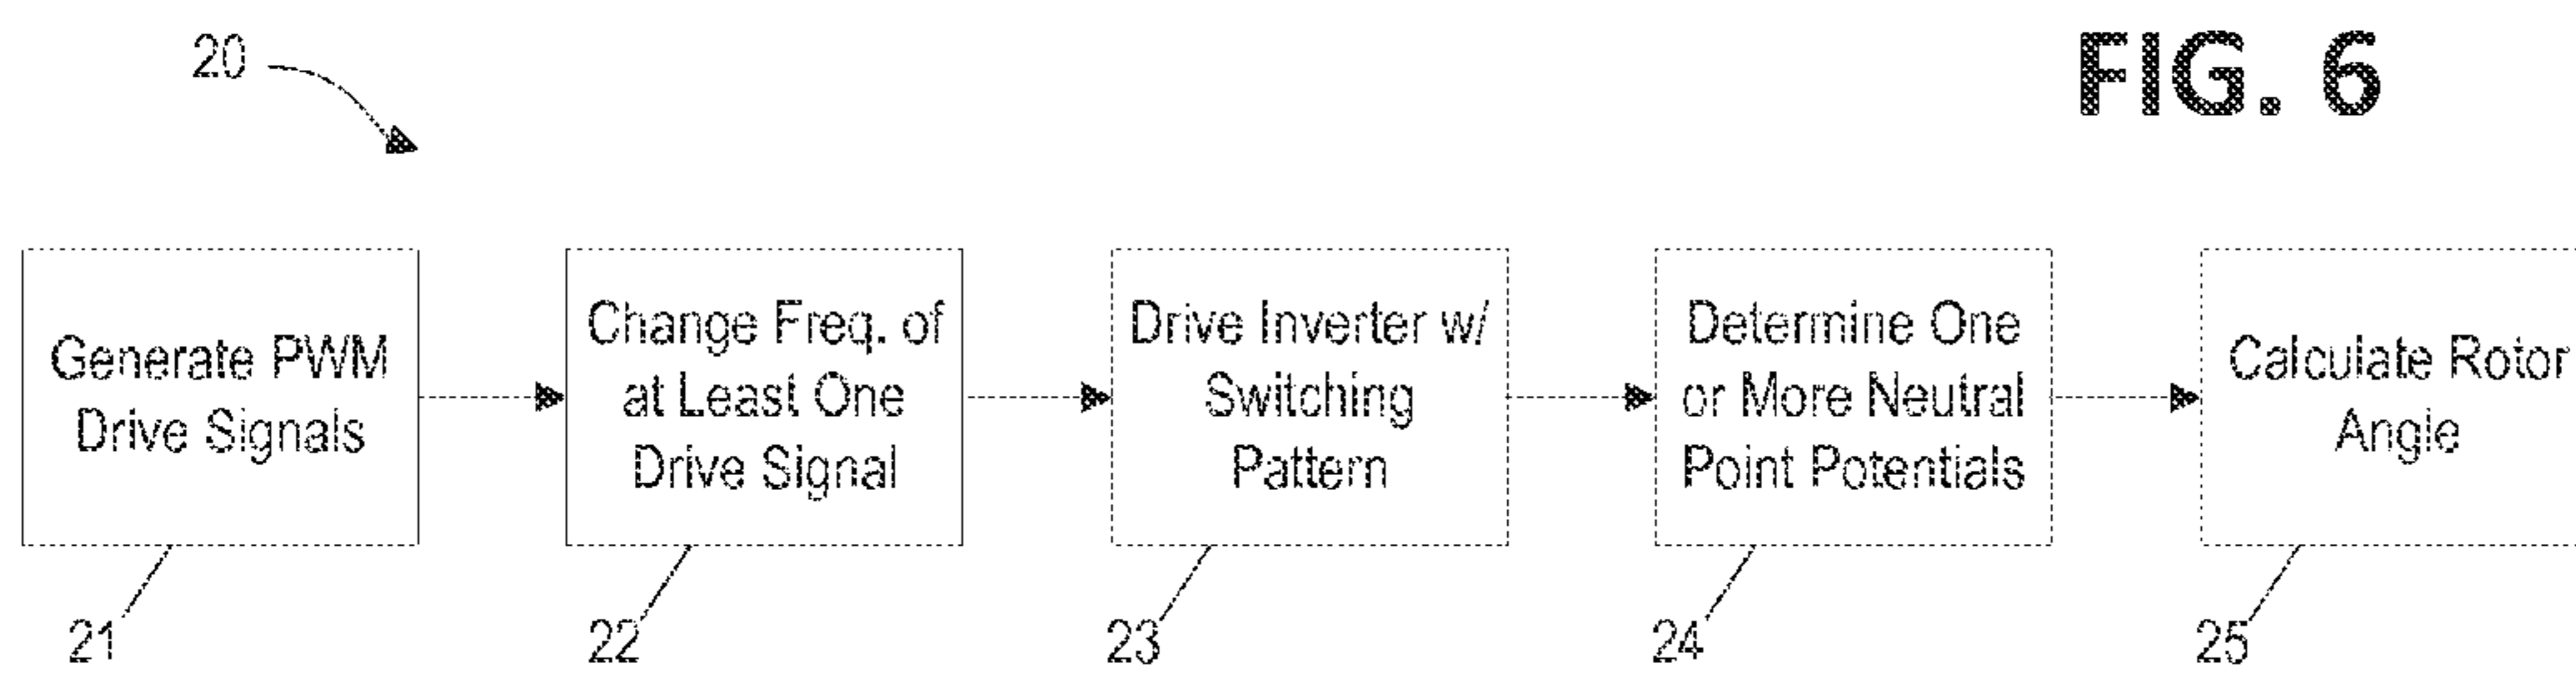 20
FIG. 6
Generate PWM
Drive Signals
Change Freq. of
at Least One
Drive Signal
Drive Inverter w/
Switching
Pattern
Determine One
or More Neutral
Point Potentials
Calculate Rotor
Angle
21
22
23
24
25